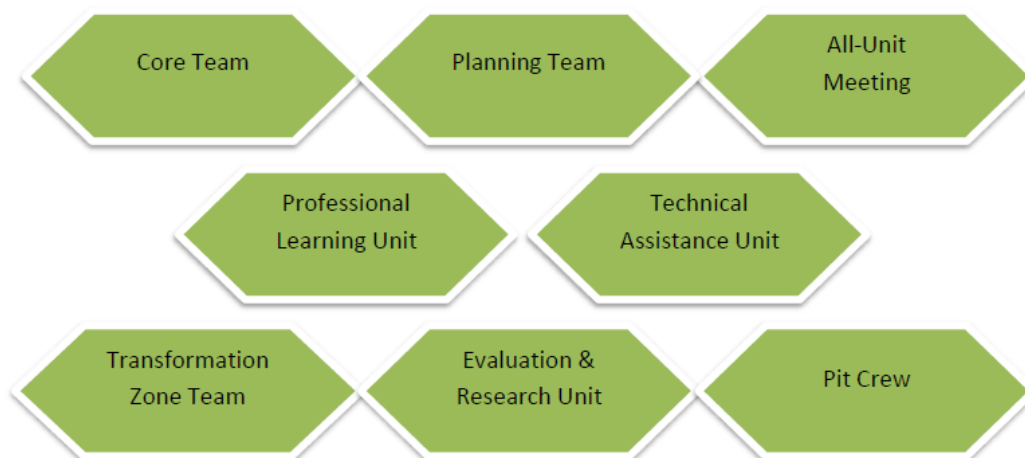 Core Team
Planning Team
All-Unit
Meeting
Professional
Learning Unit
Technical
Assistance Unit
Transformation
Zone Team
Evaluation &
Research Unit
Pit Crew